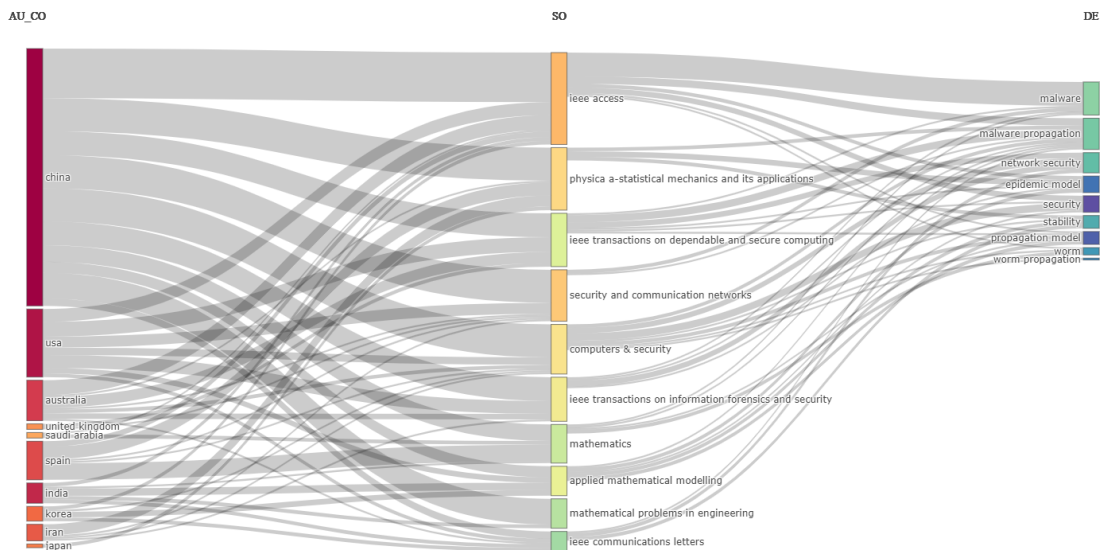 AU_CO
SO
DE
china
usa
australia
united kingdom
saudi arabia
spain
india
korea
iran
japan
ieee access
physica a-statistical mechanics and its applications
ieee transactions on dependable and secure computing
security and communication networks
computers & security
ieee transactions on information forensics and security
mathematics
applied mathematical modelling
mathematical problems in engineering
ieee communications letters
malware
malware propagation
network security
epidemic model
security
stability
propagation model
worm
worm propagation